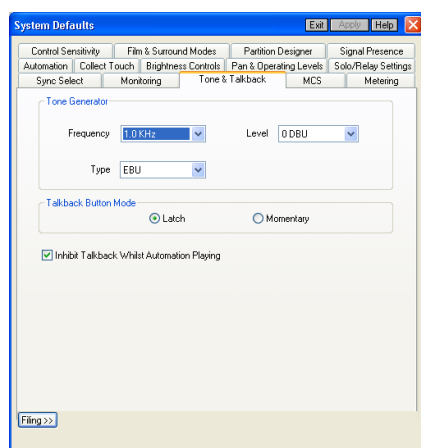 System Defaults Exit Apply Help
Control Sensitivity Film & Surround Modes Partition Designer Signal Presence
Automation Collect Touch Brightness Controls Pan & Operating Levels Solo/Relay Settings
Sync Select Monitoring Tone & Talkback MCS Metering
Tone Generator
Frequency 1.0 KHz Level 0 DBU
Type EBU
Talkback Button Mode
Latch Momentary
Inhibit Talkback Whilst Automation Playing
Filing >>